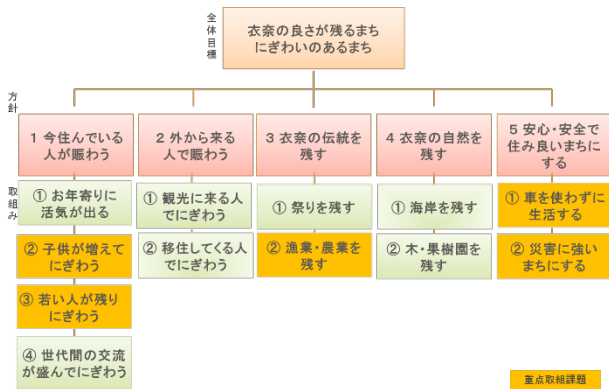 全体目標
衣奈の良さが残るまち
にぎわいのあるまち
方針
1 今住んでいる
人が賑わう
2 外から来る
人で賑わう
3 衣奈の伝統を
残す
4 衣奈の自然を
残す
5 安心・安全で
住み良いまちに
する
取組み
① お年寄りに
活気が出る
② 子供が増えて
にぎわう
③ 若い人が残り
にぎわう
④ 世代間の交流
が盛んでにぎわう
① 観光に来る人
でにぎわう
② 移住してくる人
でにぎわう
① 祭りを残す
② 漁業・農業を
残す
① 海岸を残す
② 木・果樹園を
残す
① 車を使わずに
生活する
② 災害に強い
まちにする
重点取組課題